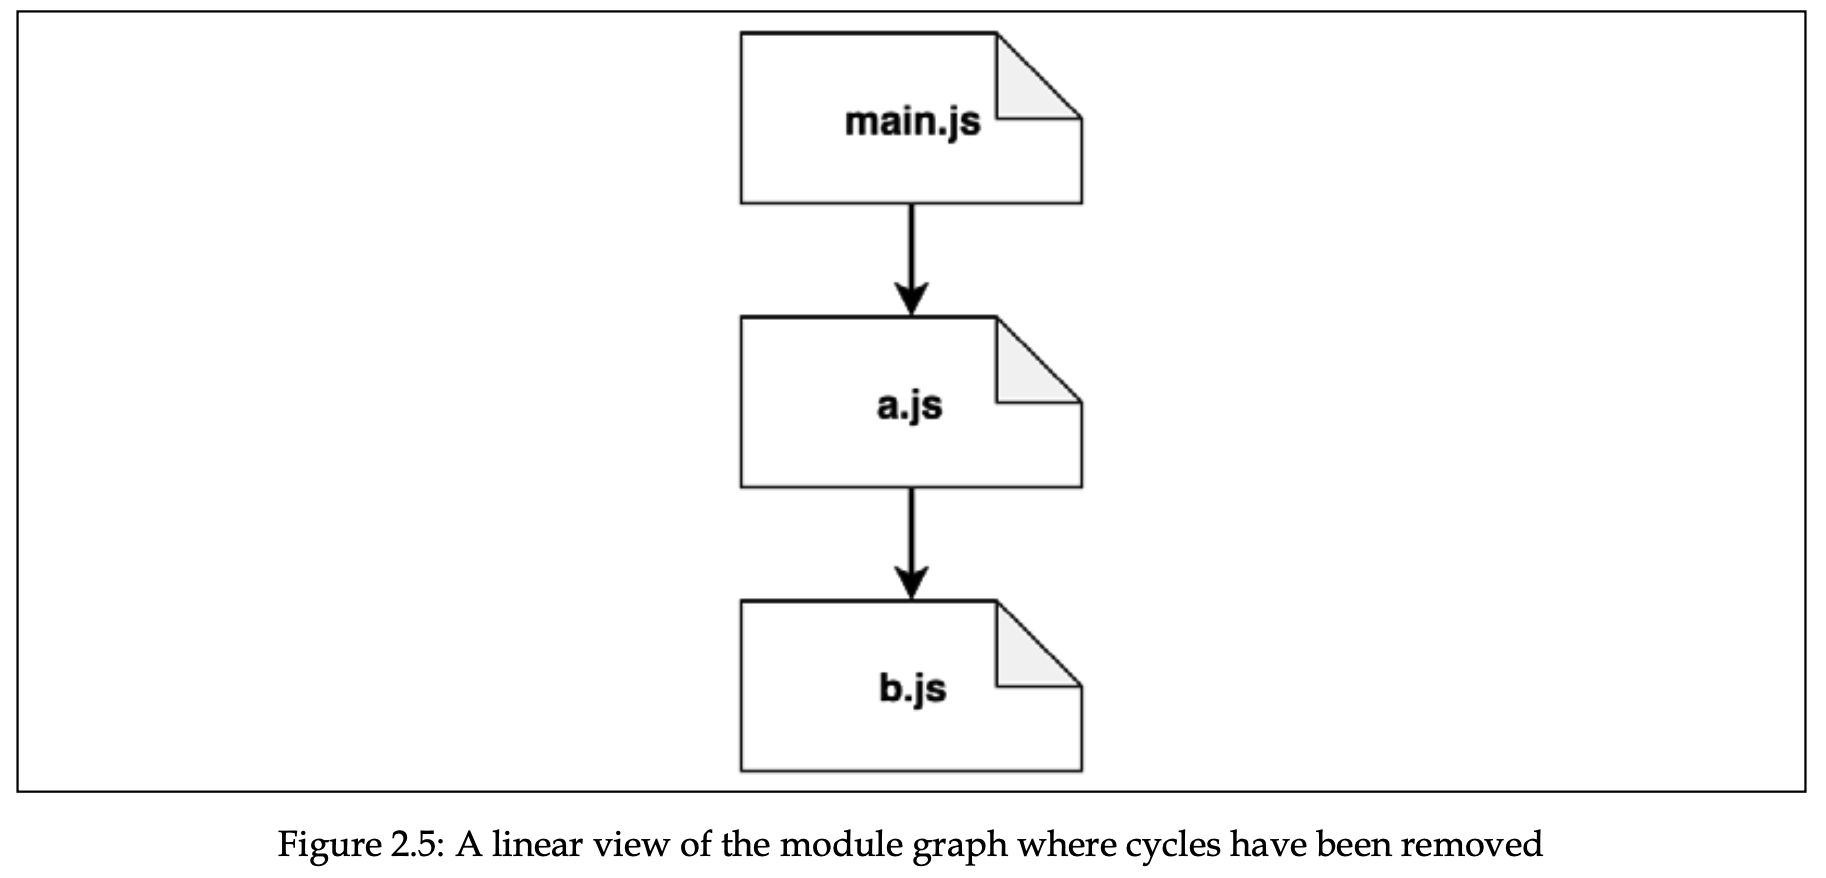 main.js
a.js
b.js
Figure 2.5: A linear view of the module graph where cycles have been removed